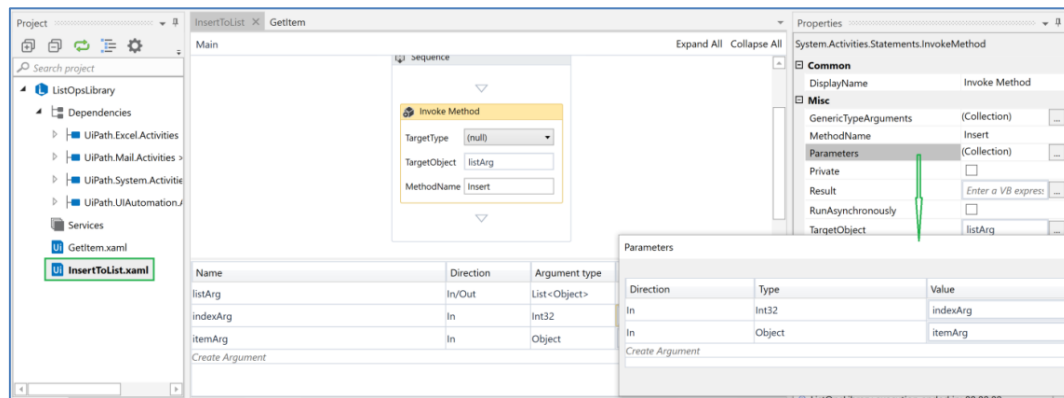 Project
Search project
ListOpsLibrary
Dependencies
UiPath.Excel.Activities
UiPath.Mail.Activities >
UiPath.System.Activitie
UiPath.UIAutomation.A
Services
GetItem.xaml
InsertToList.xaml
InsertToList GetItem
Main Expand All Collapse All
Sequence
Invoke Method
TargetType (null)
TargetObject listArg
MethodName Insert
Name Direction Argument type
listArg In/Out List<Object>
indexArg In Int32
itemArg In Object
Create Argument
Properties
System.Activities.Statements.InvokeMethod
Common
DisplayName Invoke Method
Misc
GenericTypeArguments (Collection) ...
MethodName Insert
Parameters (Collection) ...
Private
Result Enter a VB express ...
RunAsynchronously
TargetObject listArg ...
Parameters
Direction Type Value
In Int32 indexArg
In Object itemArg
Create Argument